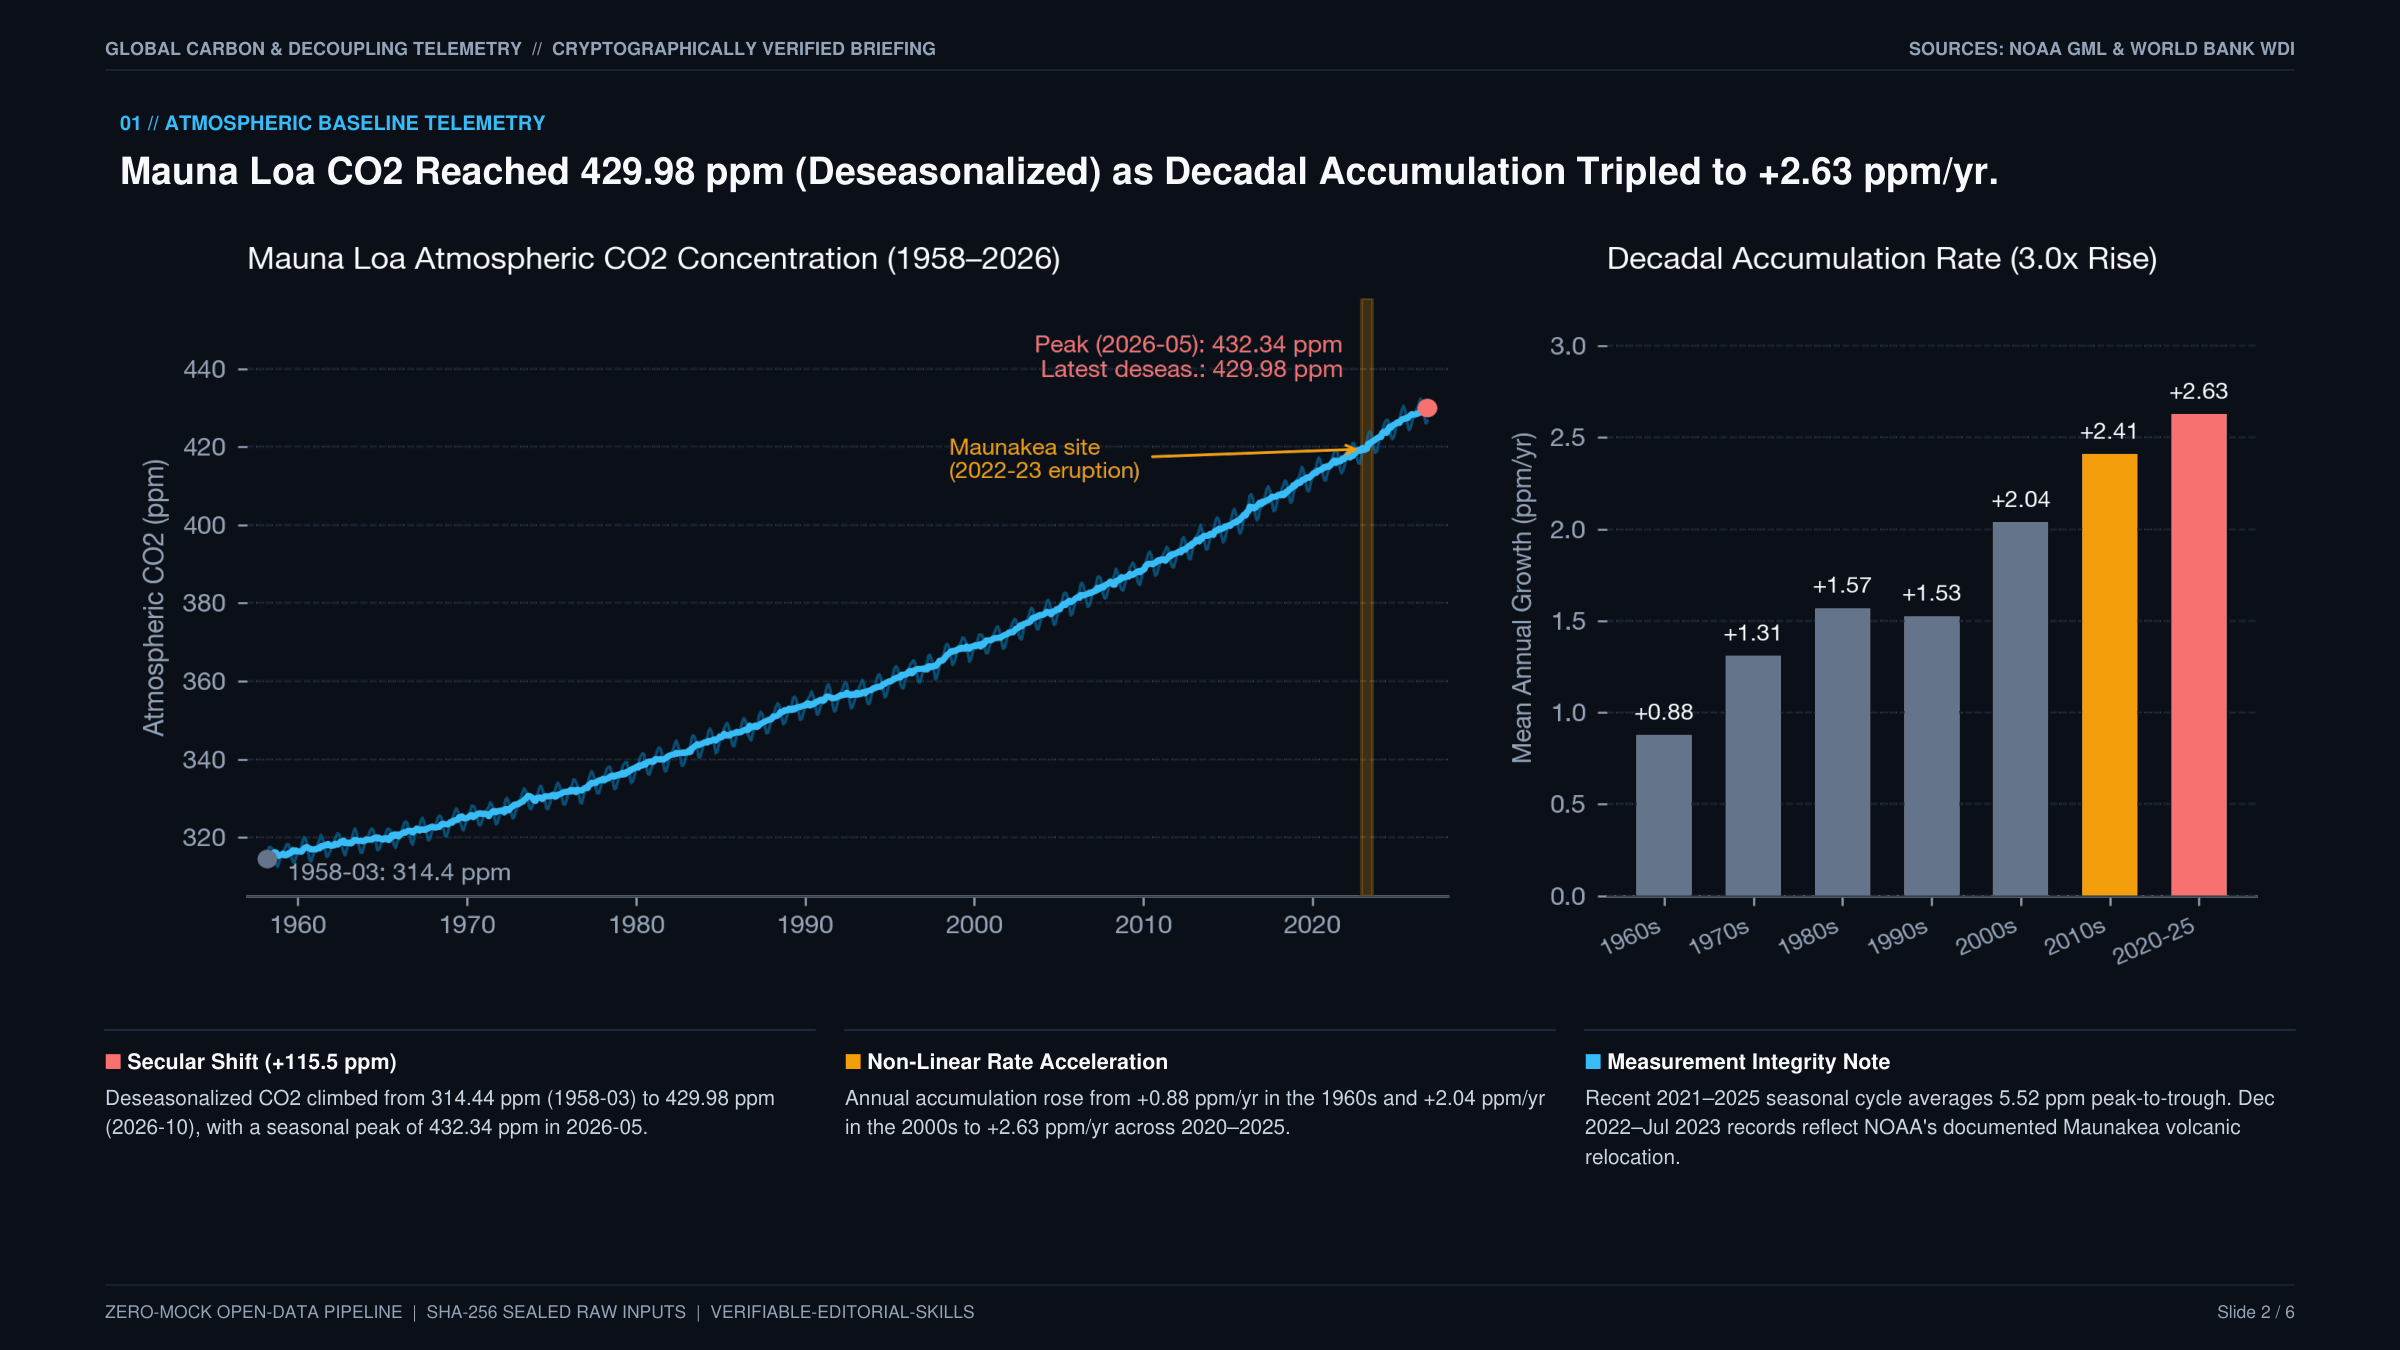 GLOBAL CARBON & DECOUPLING TELEMETRY // CRYPTOGRAPHICALLY VERIFIED BRIEFING
SOURCES: NOAA GML & WORLD BANK WDI
01 // ATMOSPHERIC BASELINE TELEMETRY
Mauna Loa CO2 Reached 429.98 ppm (Deseasonalized) as Decadal Accumulation Tripled to +2.63 ppm/yr.
Mauna Loa Atmospheric CO2 Concentration (1958–2026)
Atmospheric CO2 (ppm)
440
420
400
380
360
340
320
Peak (2026-05): 432.34 ppm
Latest deseas.: 429.98 ppm
Maunakea site
(2022-23 eruption)
1958-03: 314.4 ppm
1960
1970
1980
1990
2000
2010
2020
Decadal Accumulation Rate (3.0x Rise)
Mean Annual Growth (ppm/yr)
3.0
2.5
2.0
1.5
1.0
0.5
0.0
+0.88
+1.31
+1.57
+1.53
+2.04
+2.41
+2.63
1960s
1970s
1980s
1990s
2000s
2010s
2020-25
Secular Shift (+115.5 ppm)
Deseasonalized CO2 climbed from 314.44 ppm (1958-03) to 429.98 ppm
(2026-10), with a seasonal peak of 432.34 ppm in 2026-05.
Non-Linear Rate Acceleration
Annual accumulation rose from +0.88 ppm/yr in the 1960s and +2.04 ppm/yr
in the 2000s to +2.63 ppm/yr across 2020–2025.
Measurement Integrity Note
Recent 2021–2025 seasonal cycle averages 5.52 ppm peak-to-trough. Dec
2022–Jul 2023 records reflect NOAA's documented Maunakea volcanic
relocation.
ZERO-MOCK OPEN-DATA PIPELINE | SHA-256 SEALED RAW INPUTS | VERIFIABLE-EDITORIAL-SKILLS
Slide 2 / 6